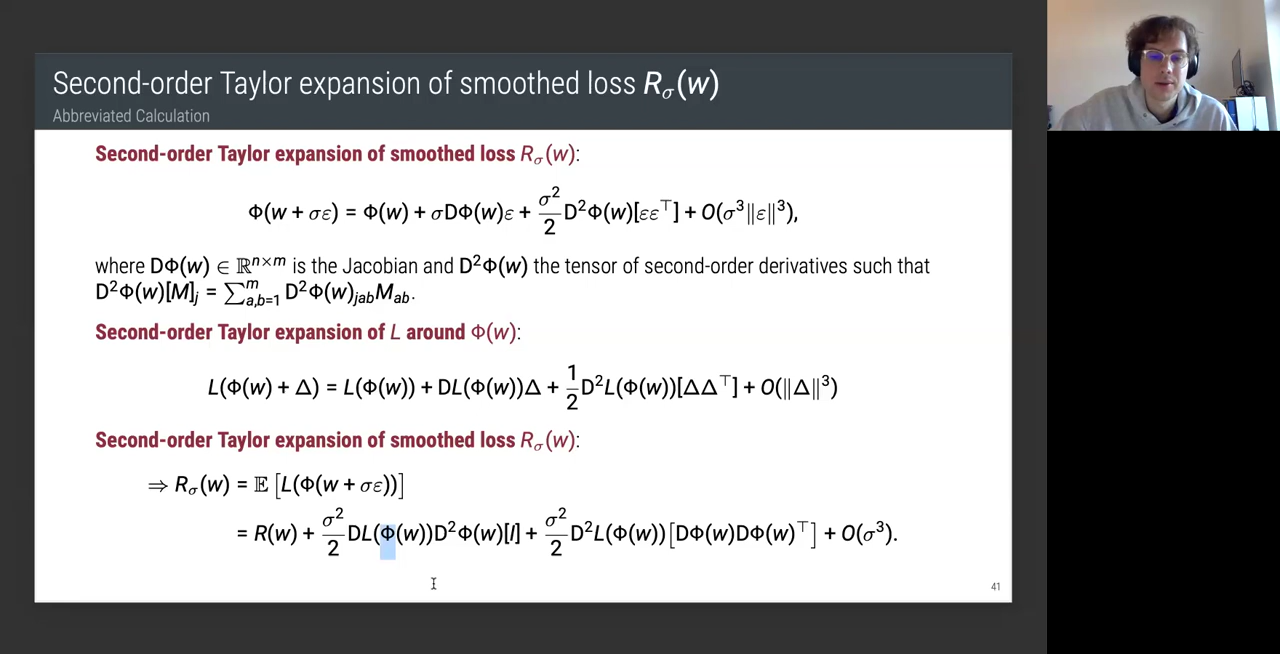 Second-order Taylor expansion of smoothed loss R_σ(w)
Abbreviated Calculation
Second-order Taylor expansion of smoothed loss R_σ(w):
Φ(w + σε) = Φ(w) + σDΦ(w)ε + σ²/2 D²Φ(w)[εε⊤] + O(σ³‖ε‖³),
where DΦ(w) ∈ ℝ^{n×m} is the Jacobian and D²Φ(w) the tensor of second-order derivatives such that
D²Φ(w)[M]_j = ∑_{a,b=1}^{m} D²Φ(w)_{jab}M_{ab}.
Second-order Taylor expansion of L around Φ(w):
L(Φ(w) + Δ) = L(Φ(w)) + DL(Φ(w))Δ + 1/2 D²L(Φ(w))[ΔΔ⊤] + O(‖Δ‖³)
Second-order Taylor expansion of smoothed loss R_σ(w):
⇒ R_σ(w) = 𝔼[L(Φ(w + σε))]
= R(w) + σ²/2 DL(Φ(w))D²Φ(w)[I] + σ²/2 D²L(Φ(w))[DΦ(w)DΦ(w)⊤] + O(σ³).
41